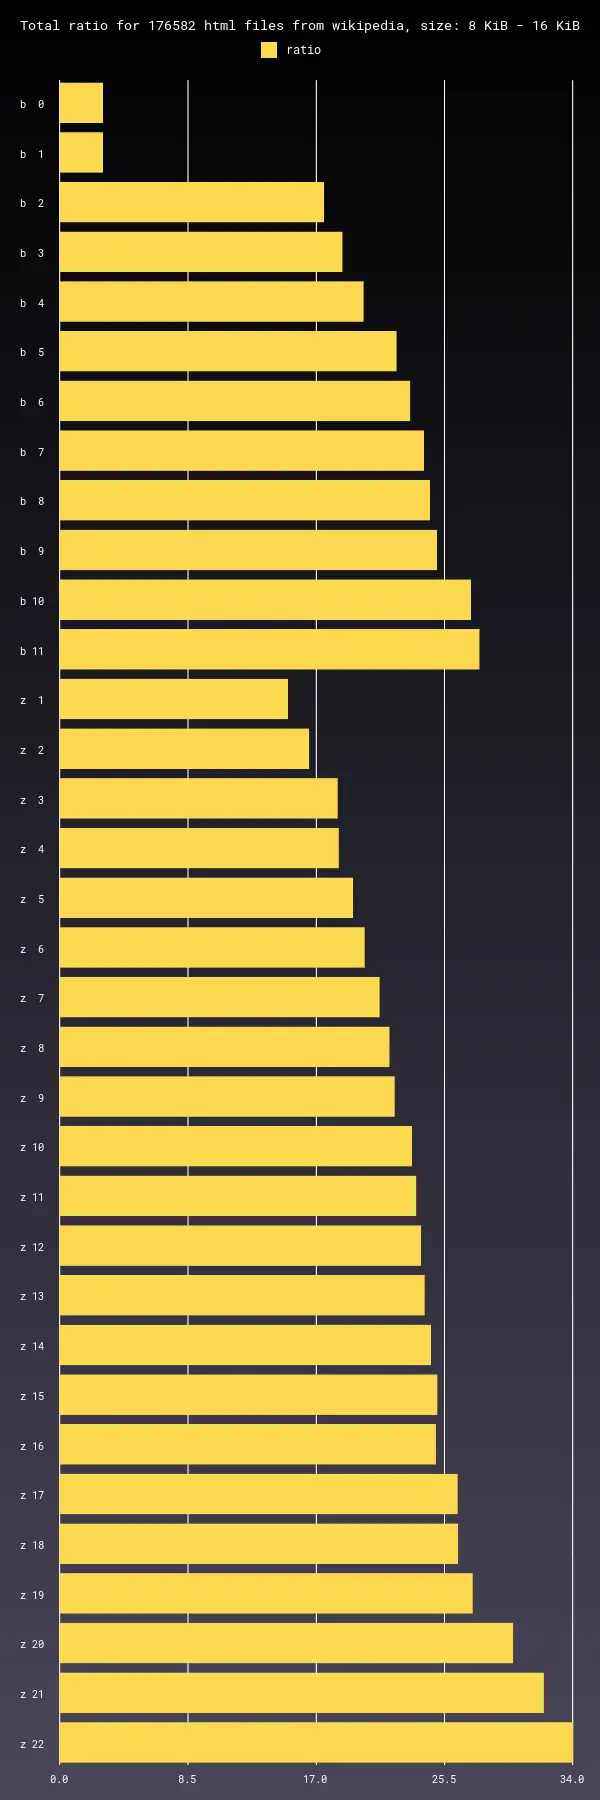 Total ratio for 176582 html files from wikipedia, size: 8 KiB - 16 KiB
ratio
b 0
b 1
b 2
b 3
b 4
b 5
b 6
b 7
b 8
b 9
b 10
b 11
z 1
z 2
z 3
z 4
z 5
z 6
z 7
z 8
z 9
z 10
z 11
z 12
z 13
z 14
z 15
z 16
z 17
z 18
z 19
z 20
z 21
z 22
0.0 8.5 17.0 25.5 34.0